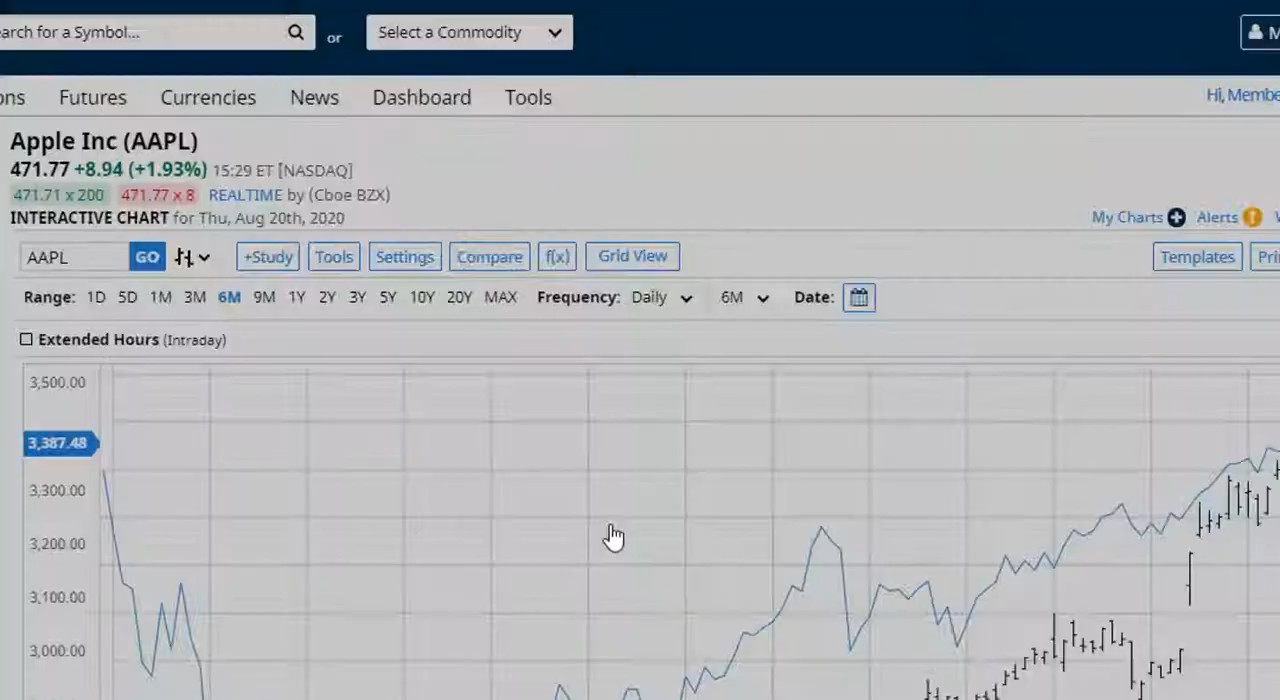 arch for a Symbol... or Select a Commodity M
ons Futures Currencies News Dashboard Tools Hi, Membe
Apple Inc (AAPL)
471.77 +8.94 (+1.93%) 15:29 ET [NASDAQ]
471.71 x 200 471.77 x 8 REALTIME by (Cboe BZX)
INTERACTIVE CHART for Thu, Aug 20th, 2020 My Charts Alerts
AAPL GO +Study Tools Settings Compare f(x) Grid View Templates Pri
Range: 1D 5D 1M 3M 6M 9M 1Y 2Y 3Y 5Y 10Y 20Y MAX Frequency: Daily 6M Date:
Extended Hours (Intraday)
3,500.00
3,387.48
3,300.00
3,200.00
3,100.00
3,000.00